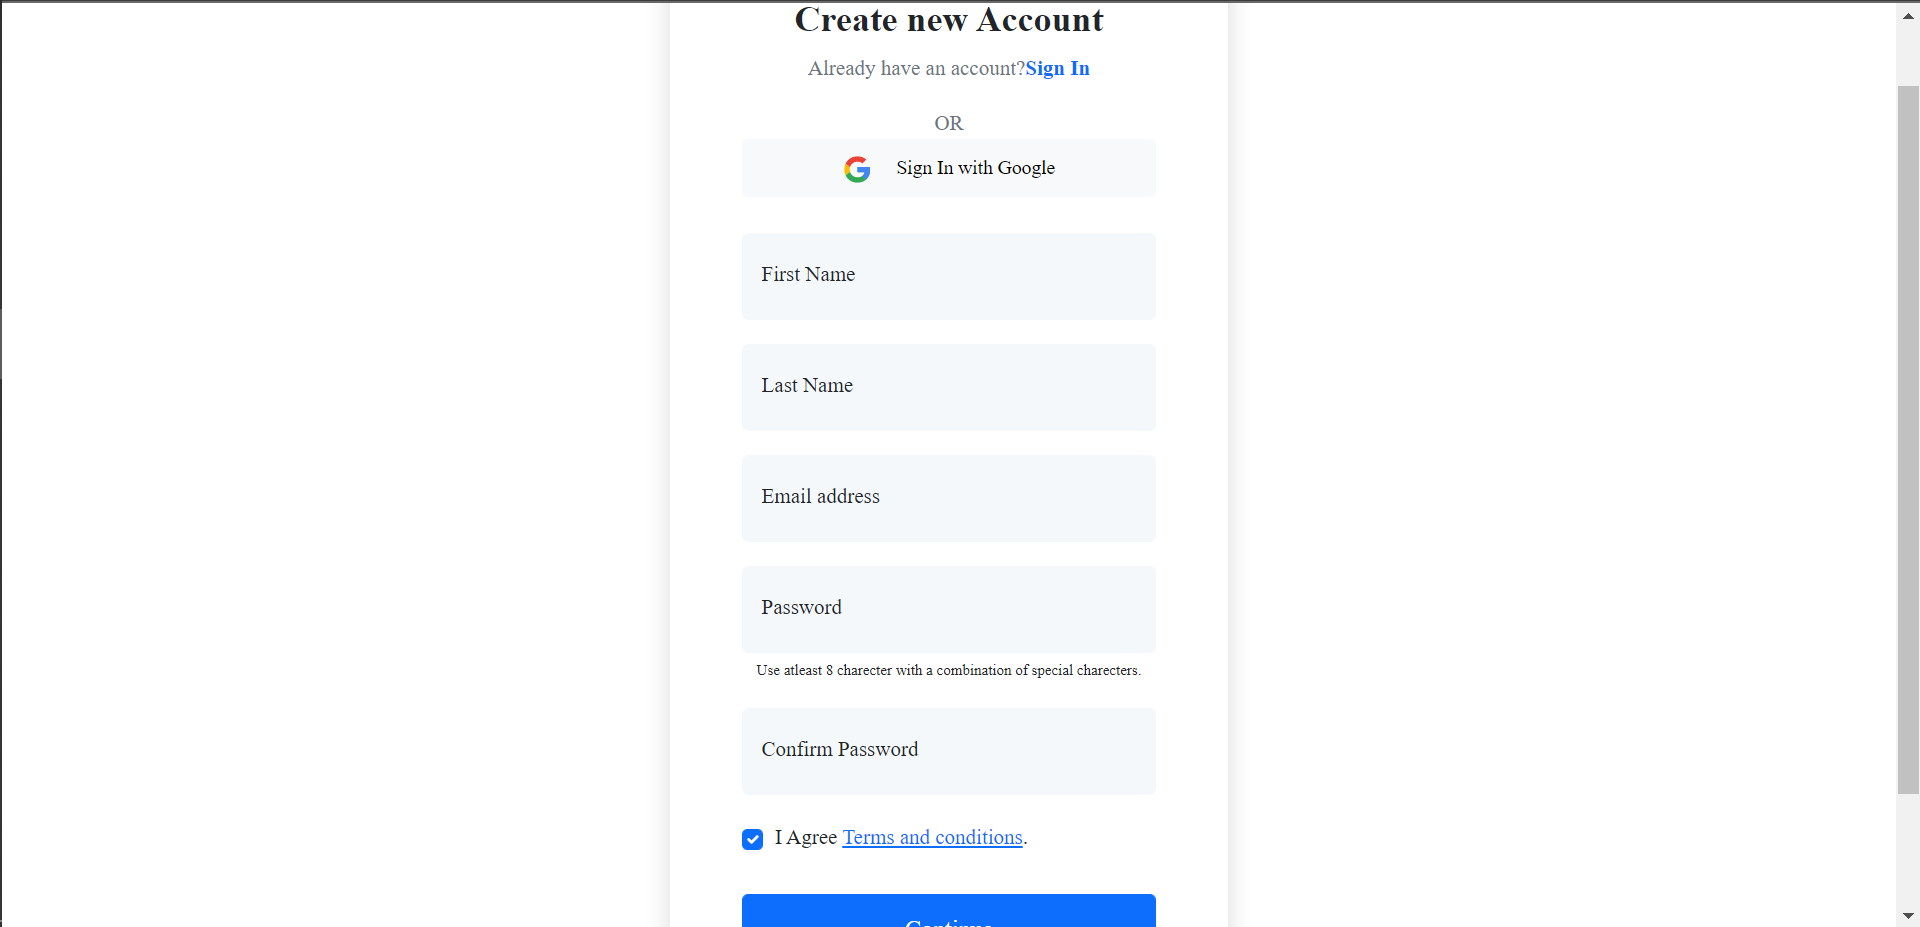 Create new Account
Already have an account?Sign In
OR
Sign In with Google
First Name
Last Name
Email address
Password
Use atleast 8 charecter with a combination of special charecters.
Confirm Password
I Agree Terms and conditions.
Continue